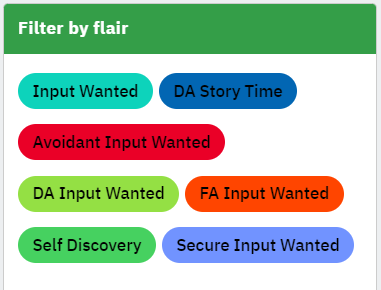 Filter by flair
Input Wanted DA Story Time
Avoidant Input Wanted
DA Input Wanted FA Input Wanted
Self Discovery Secure Input Wanted